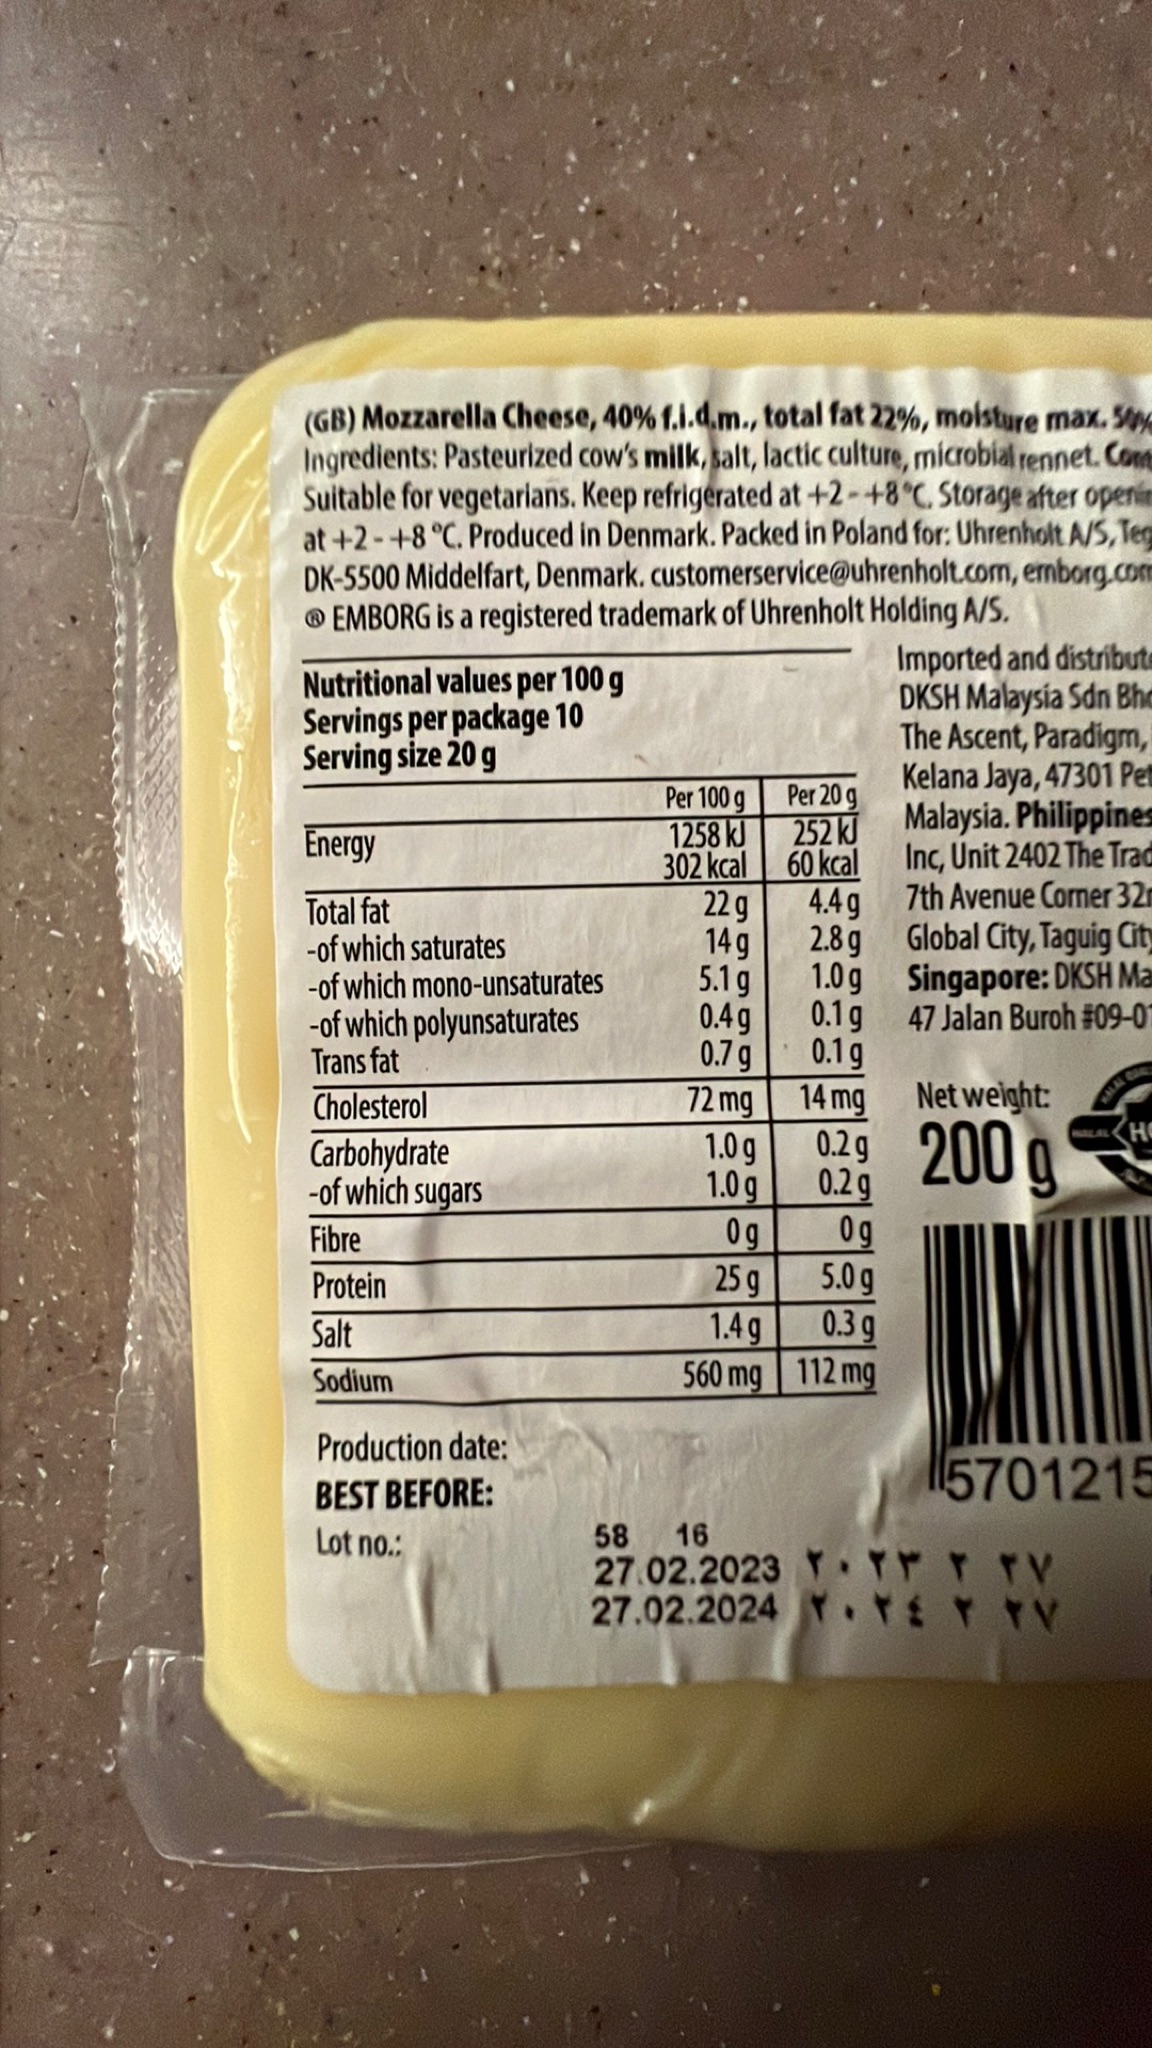 (GB) Mozzarella Cheese, 40% f.i.d.m., total fat 22%, moisture max. 50%
Ingredients: Pasteurized cow's milk, salt, lactic culture, microbial rennet.
Suitable for vegetarians. Keep refrigerated at +2 - +8 °C. Storage after
at +2 - +8 °C. Produced in Denmark. Packed in Poland for: Uhrenholt A/S,
DK-5500 Middelfart, Denmark. customerservice@uhrenholt.com, emborg.com
® EMBORG is a registered trademark of Uhrenholt Holding A/S.
Nutritional values per 100 g
Servings per package 10
Serving size 20 g
Per 100 g Per 20 g
Energy 1258 kJ 252 kJ
302 kcal 60 kcal
Total fat 22 g 4.4 g
-of which saturates 14 g 2.8 g
-of which mono-unsaturates 5.1 g 1.0 g
-of which polyunsaturates 0.4 g 0.1 g
Trans fat 0.7 g 0.1 g
Cholesterol 72 mg 14 mg
Carbohydrate 1.0 g 0.2 g
-of which sugars 1.0 g 0.2 g
Fibre 0 g 0 g
Protein 25 g 5.0 g
Salt 1.4 g 0.3 g
Sodium 560 mg 112 mg
Imported and
DKSH Malaysia Sdn
The Ascent, Paradigm,
Kelana Jaya, 47301
Malaysia. Philippines
Inc, Unit 2402 The
7th Avenue Corner
Global City, Taguig City
Singapore: DKSH
47 Jalan Buroh
Net weight:
200 g
HALAL
5701215
Production date:
BEST BEFORE:
Lot no.:
58 16
27.02.2023 ٢٠٢٣ ٢ ٢٧
27.02.2024 ٢٠٢٤ ٢ ٢٧